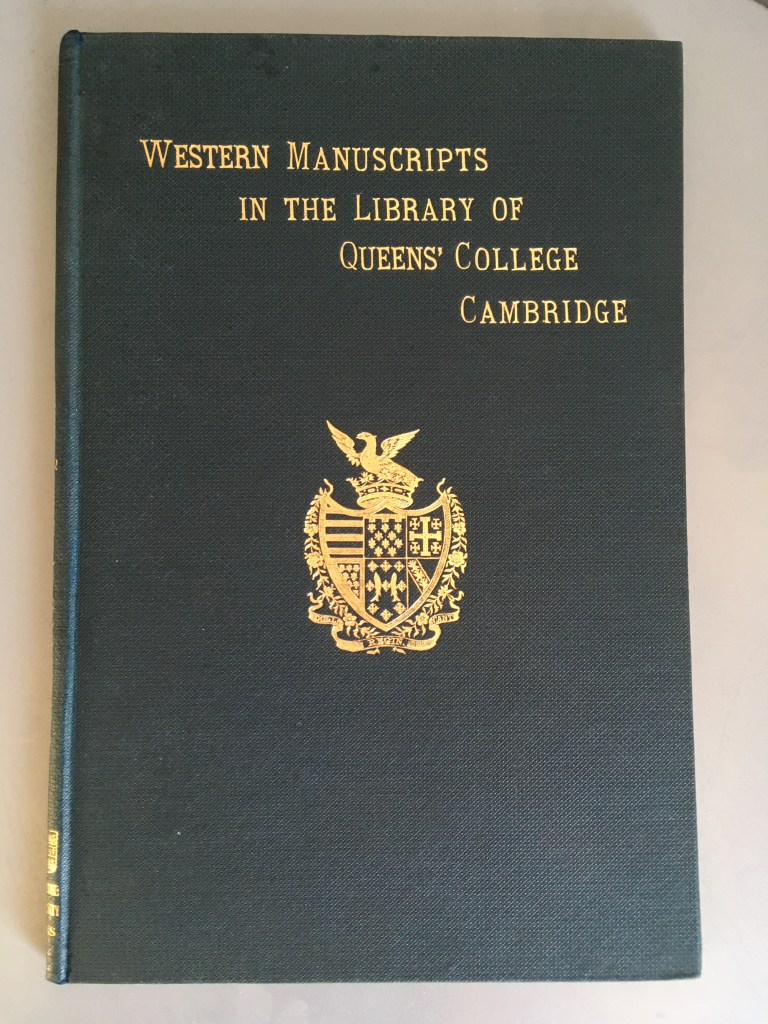 WESTERN MANUSCRIPTS
IN THE LIBRARY OF
QUEENS' COLLEGE
CAMBRIDGE